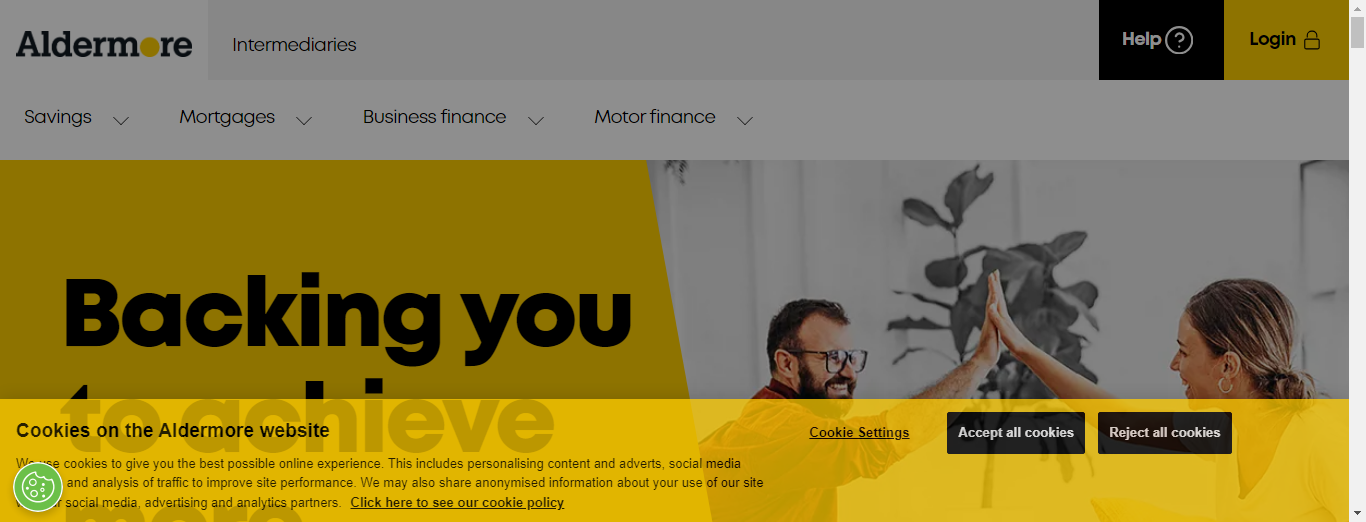 Aldermore
Intermediaries
Help
Login
Savings
Mortgages
Business finance
Motor finance
Backing you
to achieve
more
Cookies on the Aldermore website
We use cookies to give you the best possible online experience. This includes personalising content and adverts, social media
and analysis of traffic to improve site performance. We may also share anonymised information about your use of our site
social media, advertising and analytics partners. Click here to see our cookie policy
Cookie Settings
Accept all cookies
Reject all cookies